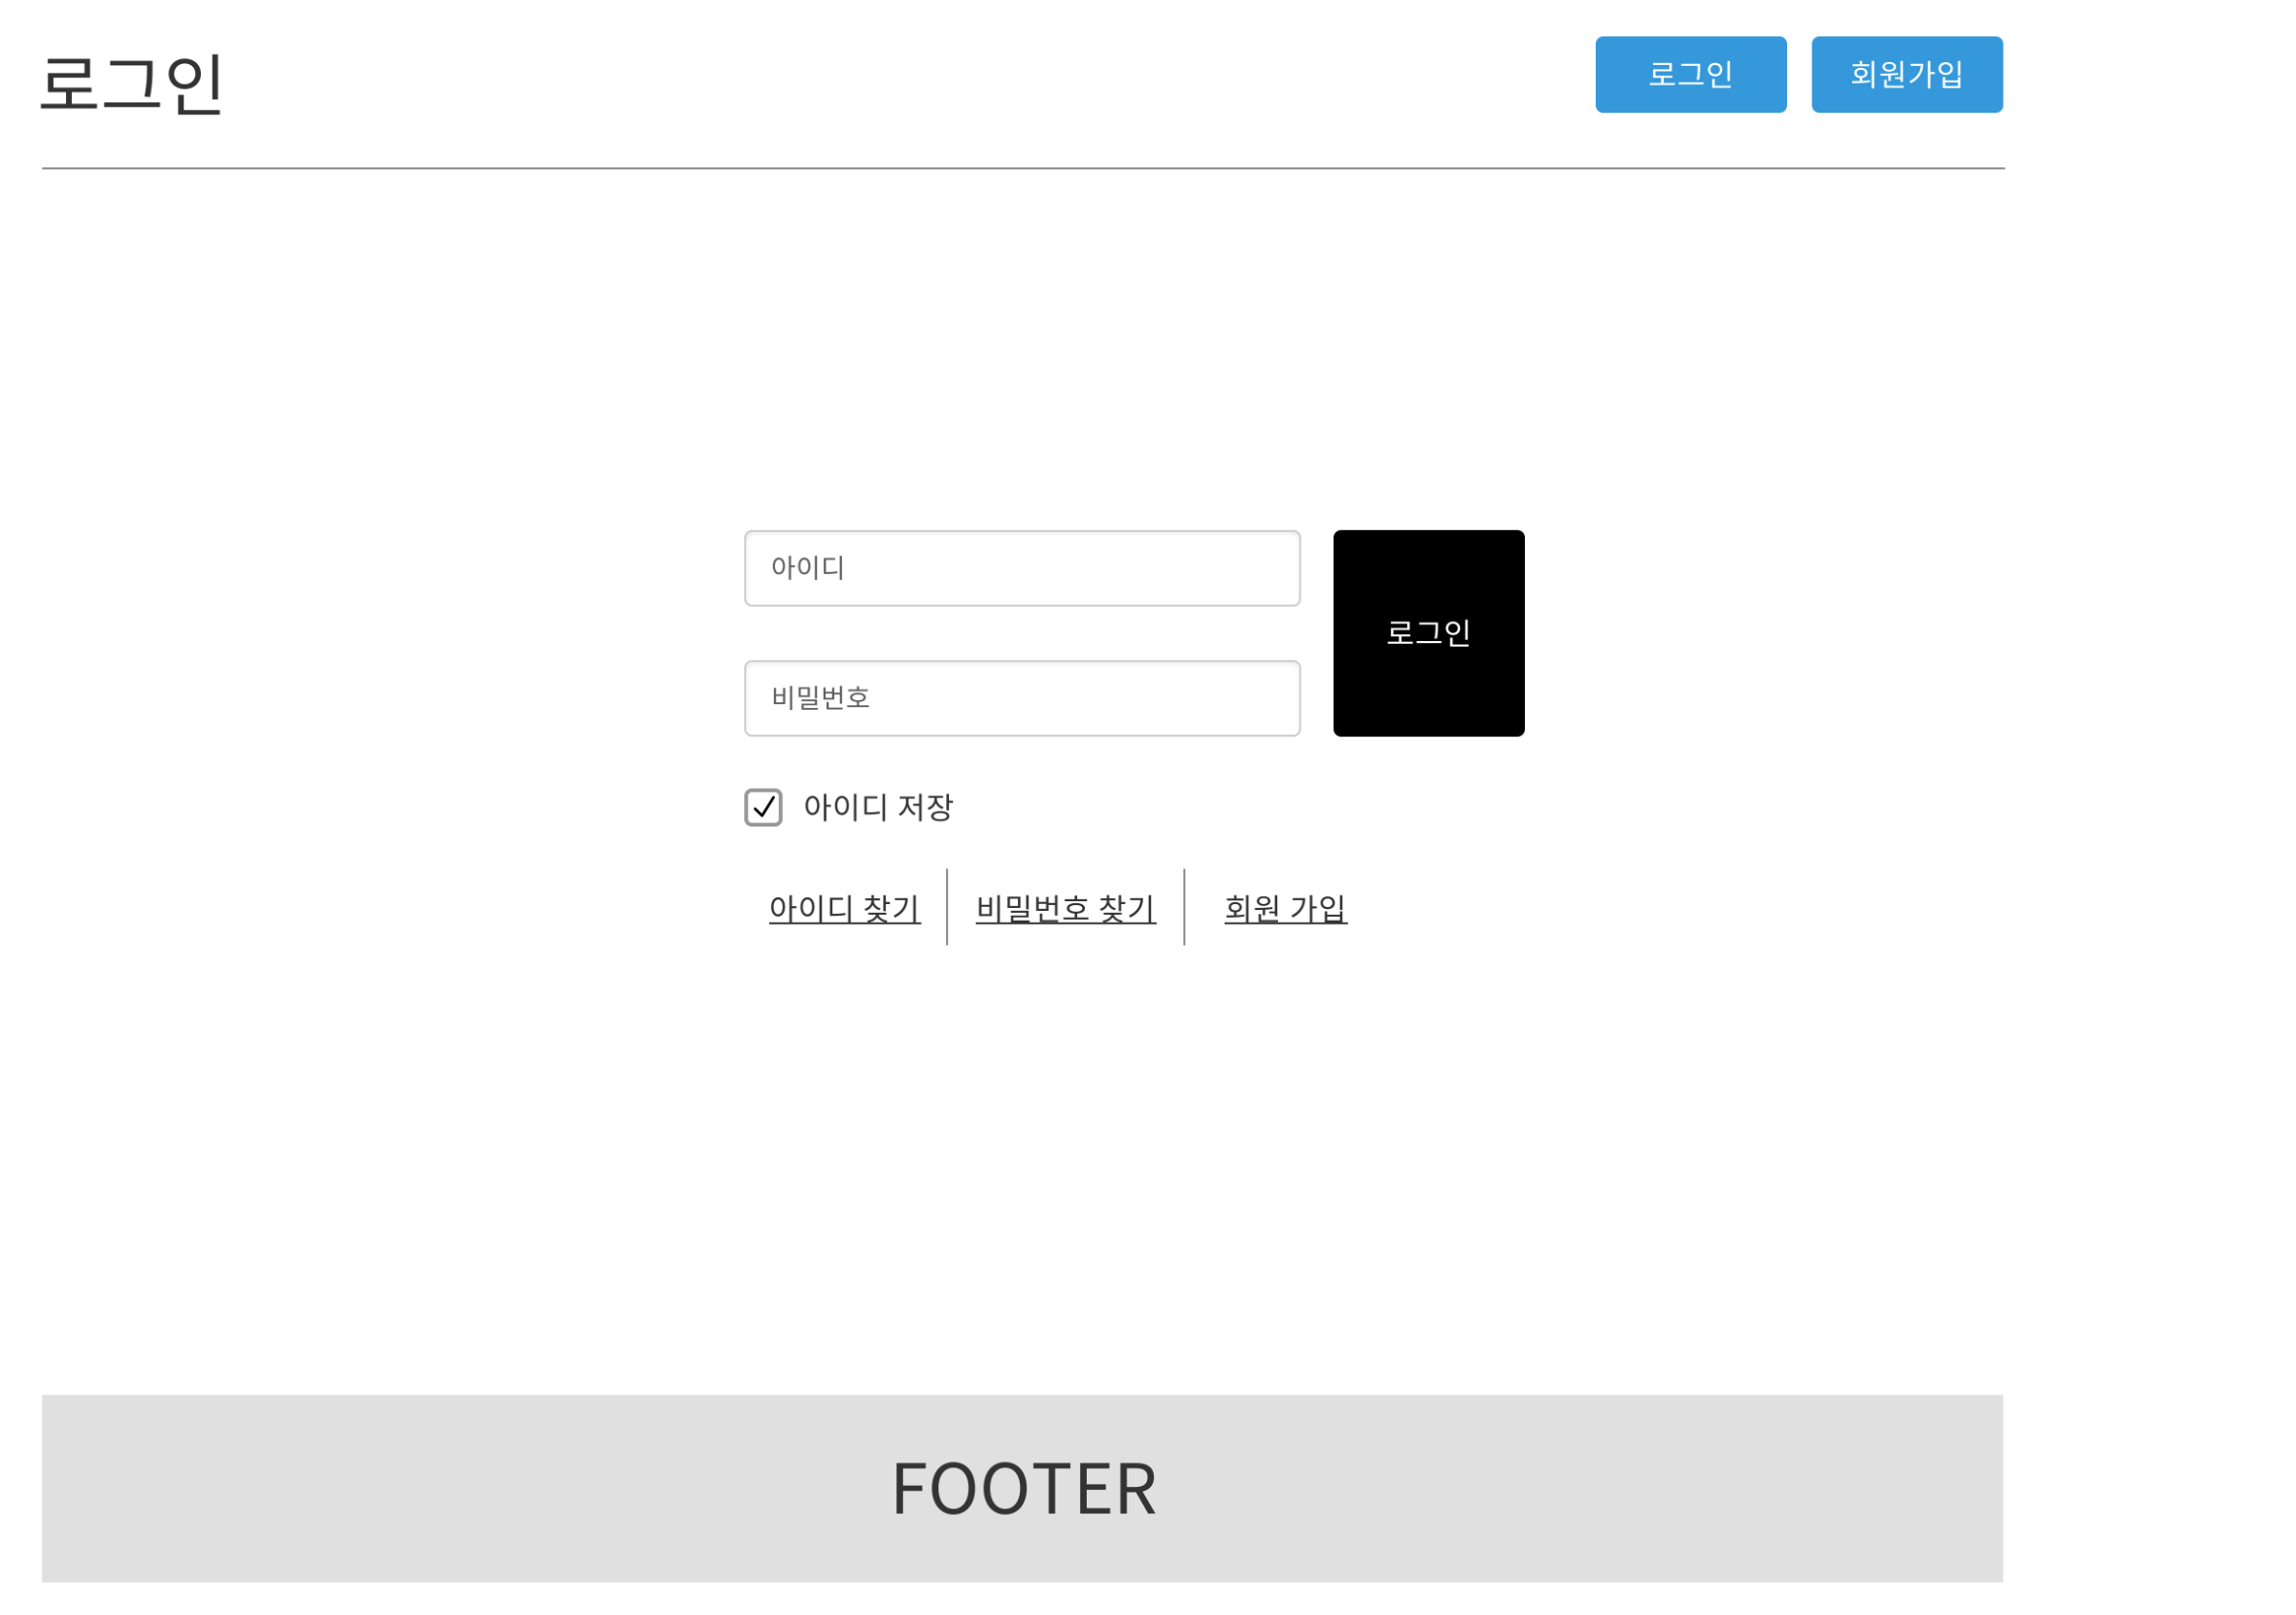 로그인
로그인
회원가입
아이디
로그인
비밀번호
아이디 저장
아이디 찾기
비밀번호 찾기
회원 가입
FOOTER